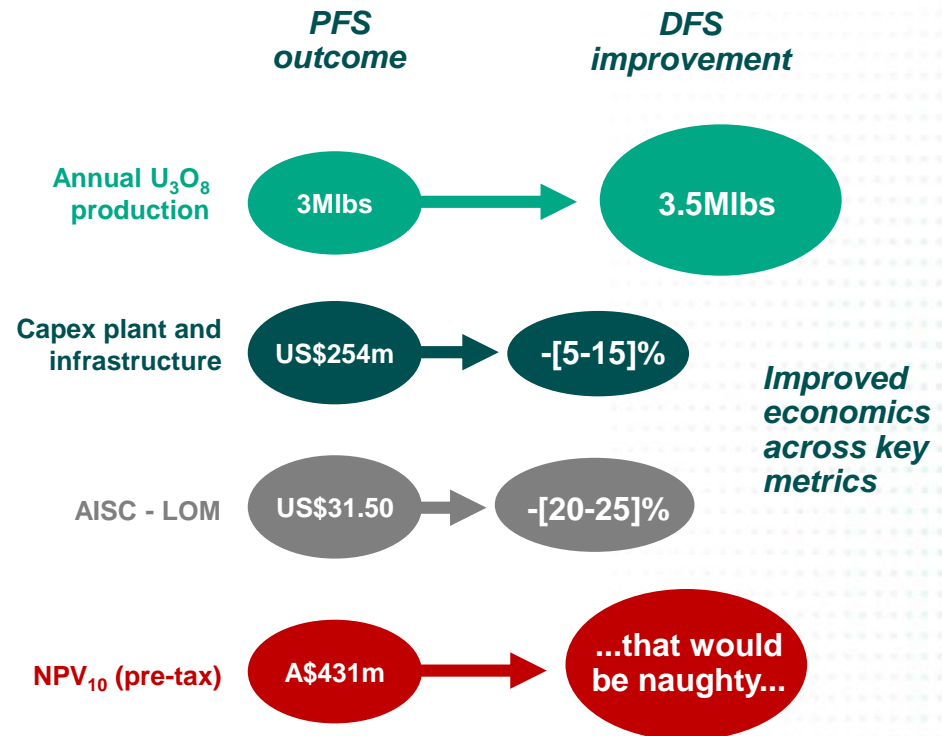 PFS
outcome
DFS
improvement
Annual U₃O₈
production
3Mlbs
3.5Mlbs
Capex plant and
infrastructure
US$254m
-[5-15]%
Improved
economics
across key
metrics
AISC - LOM
US$31.50
-[20-25]%
NPV₁₀ (pre-tax)
A$431m
...that would
be naughty...